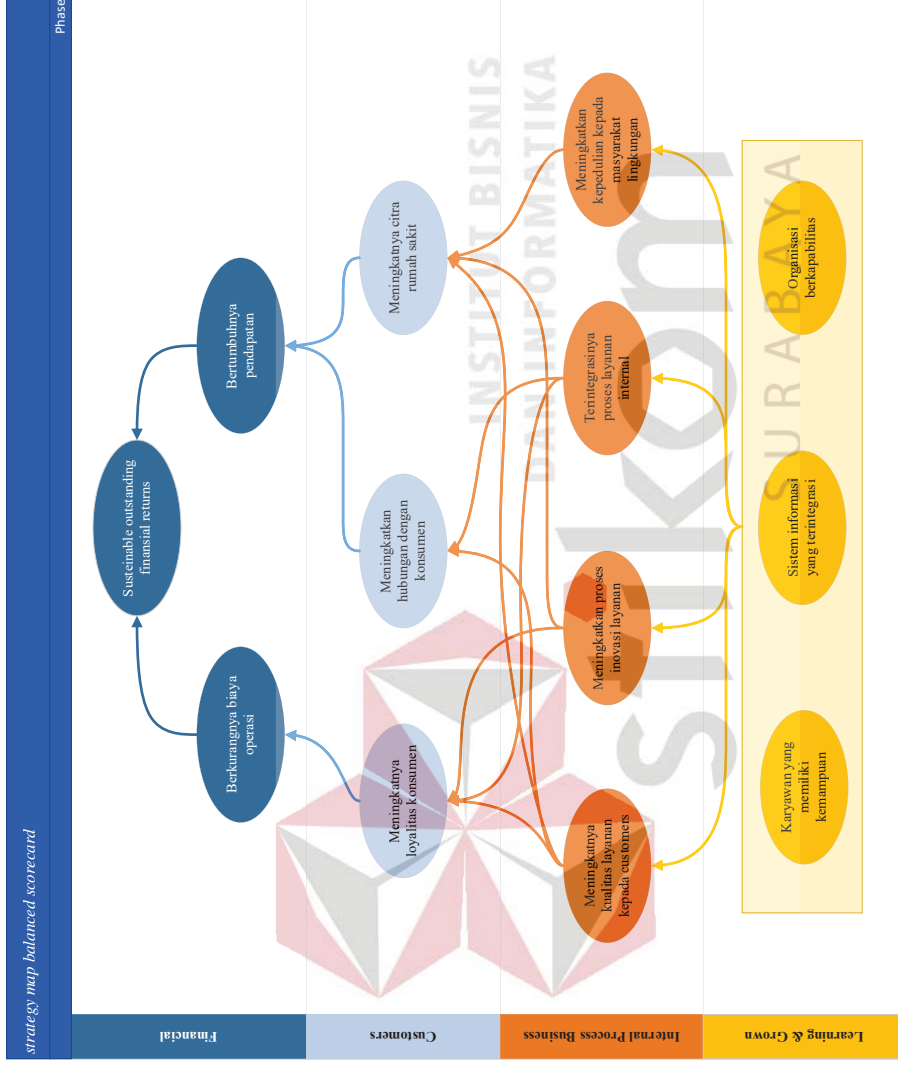 strategy map balanced scorecard
Phase
Financial
Susteinable outstanding
finansial returns
Berkurangnya biaya
operasi
Bertumbuhnya
pendapatan
Customers
Meningkatnya
loyalitas konsumen
Meningkatkan
hubungan dengan
konsumen
Meningkatnya citra
rumah sakit
Internal Process Business
Meningkatnya
kualitas layanan
kepada customers
Meningkatkan proses
inovasi layanan
Terintegrasinya
proses layanan
internal
Meningkatkan
kepedulian kepada
masyarakat
lingkungan
Learning & Grown
Karyawan yang
memiliki
kemampuan
Sistem informasi
yang terintegrasi
Organisasi
berkapabilitas
INSTITUT BISNIS
DAN INFORMATIKA
stikom
SURABAYA